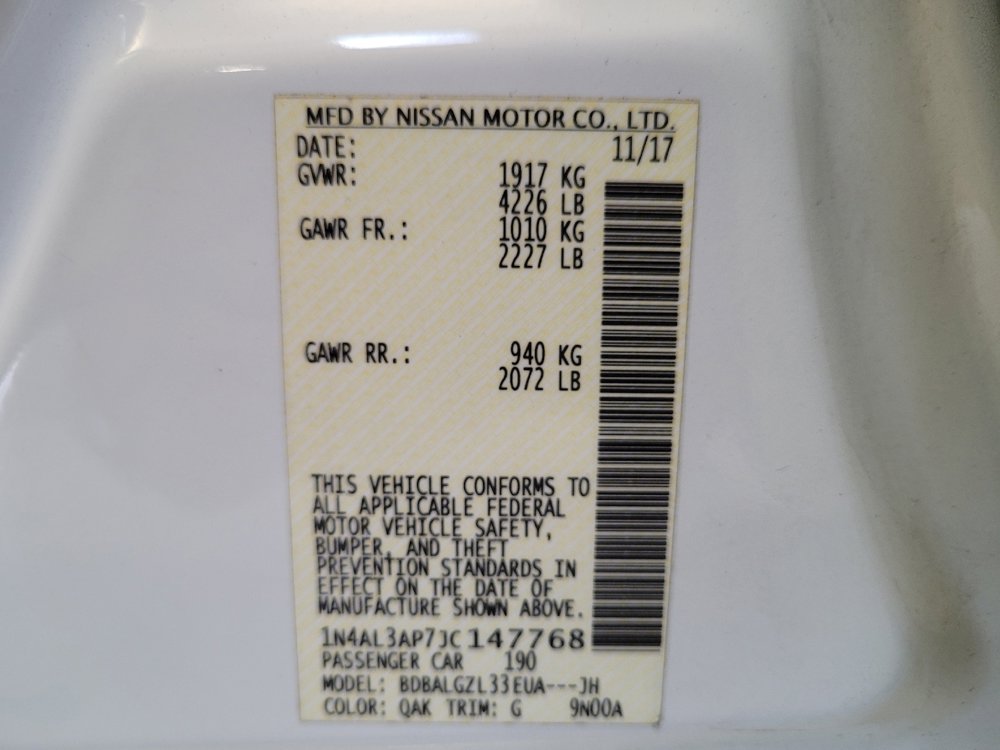 MFD BY NISSAN MOTOR CO., LTD.
DATE: 11/17
GVWR: 1917 KG
4226 LB
GAWR FR.: 1010 KG
2227 LB
GAWR RR.: 940 KG
2072 LB
THIS VEHICLE CONFORMS TO
ALL APPLICABLE FEDERAL
MOTOR VEHICLE SAFETY,
BUMPER, AND THEFT
PREVENTION STANDARDS IN
EFFECT ON THE DATE OF
MANUFACTURE SHOWN ABOVE.
1N4AL3AP7JC147768
PASSENGER CAR 190
MODEL: BDBALGZL33EUA---JH
COLOR: QAK TRIM: G 9N00A